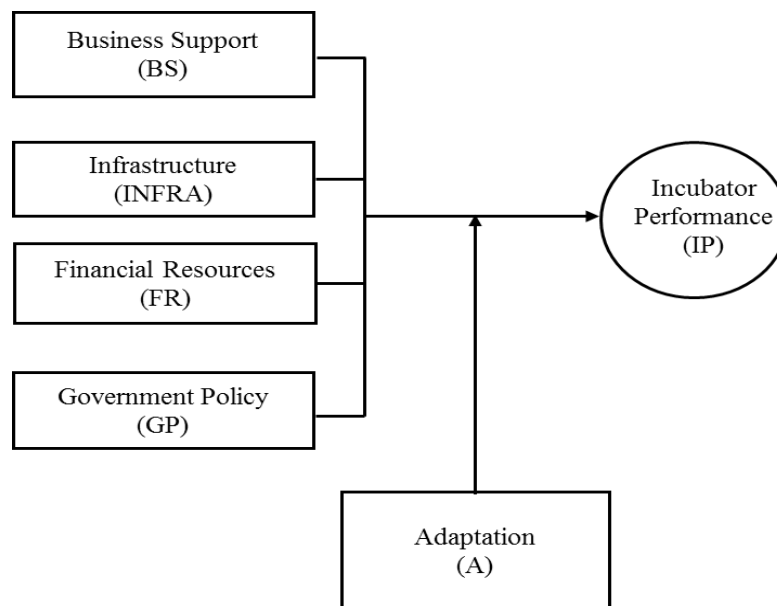 Business Support
(BS)
Infrastructure
(INFRA)
Financial Resources
(FR)
Government Policy
(GP)
Incubator
Performance
(IP)
Adaptation
(A)